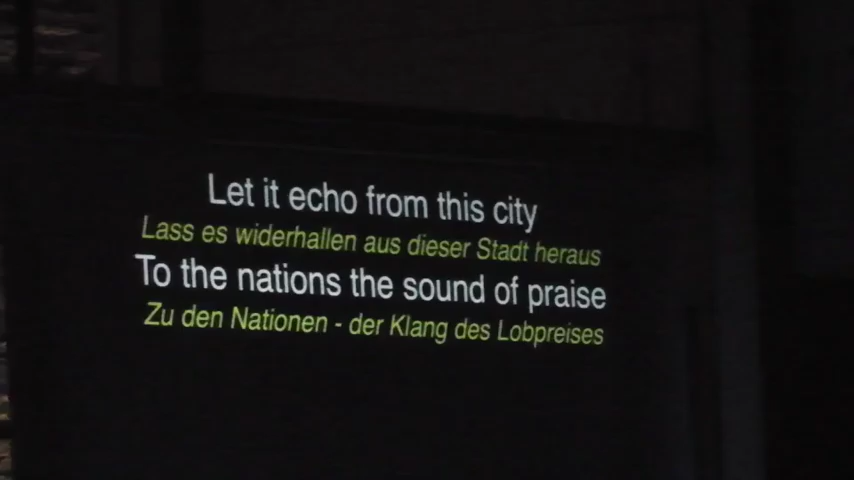 Let it echo from this city
Lass es widerhallen aus dieser Stadt heraus
To the nations the sound of praise
Zu den Nationen - der Klang des Lobpreises